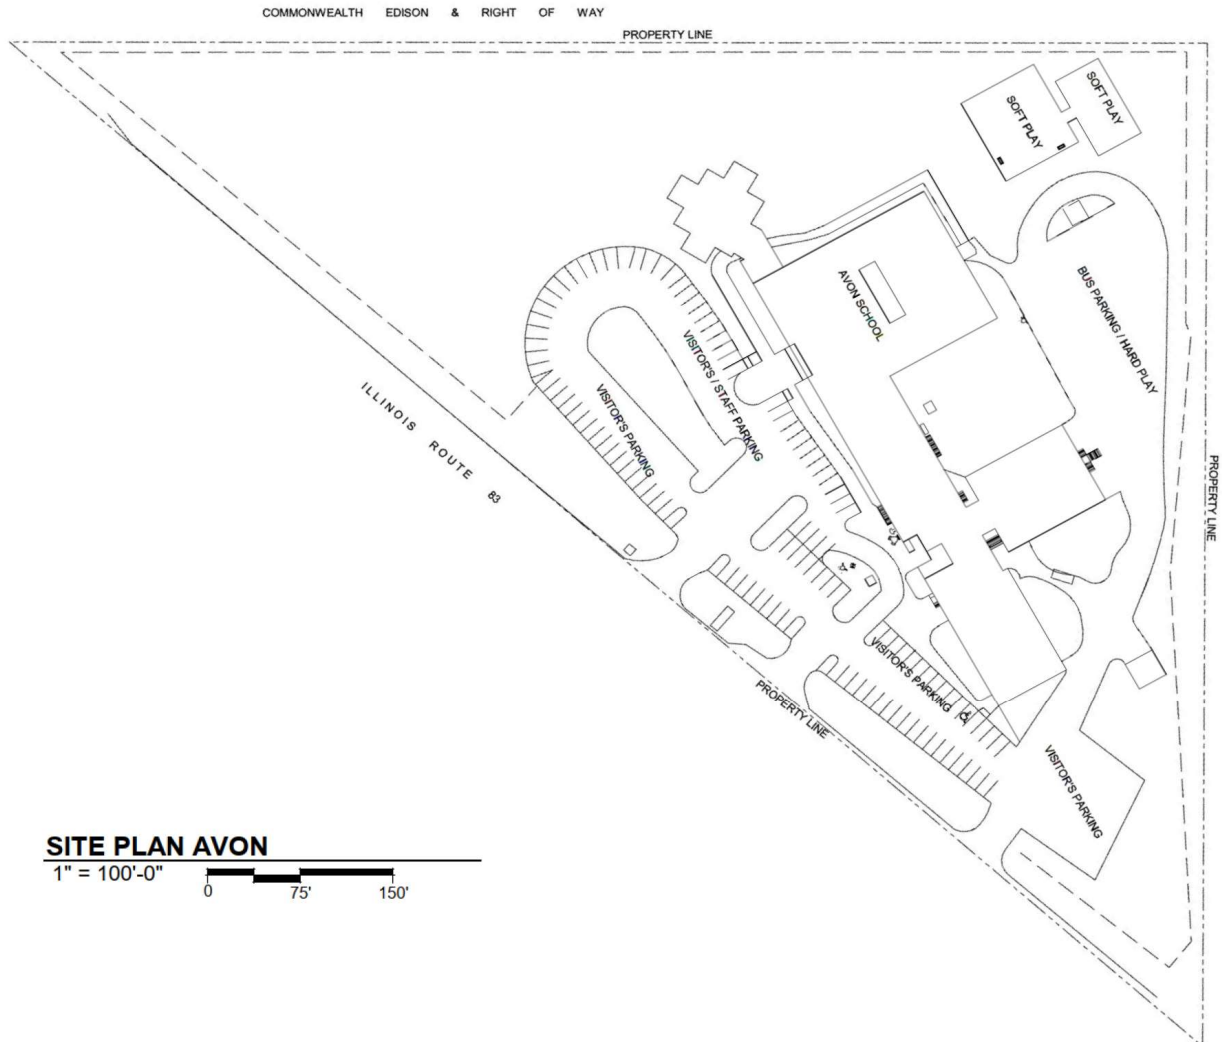 COMMONWEALTH EDISON & RIGHT OF WAY
PROPERTY LINE
SOFT PLAY
SOFT PLAY
AVON SCHOOL
BUS PARKING / HARD PLAY
VISITOR'S / STAFF PARKING
VISITOR'S PARKING
ILLINOIS ROUTE 83
PROPERTY LINE
VISITOR'S PARKING
PROPERTY LINE
VISITOR'S PARKING
SITE PLAN AVON
1" = 100'-0"
0 75' 150'